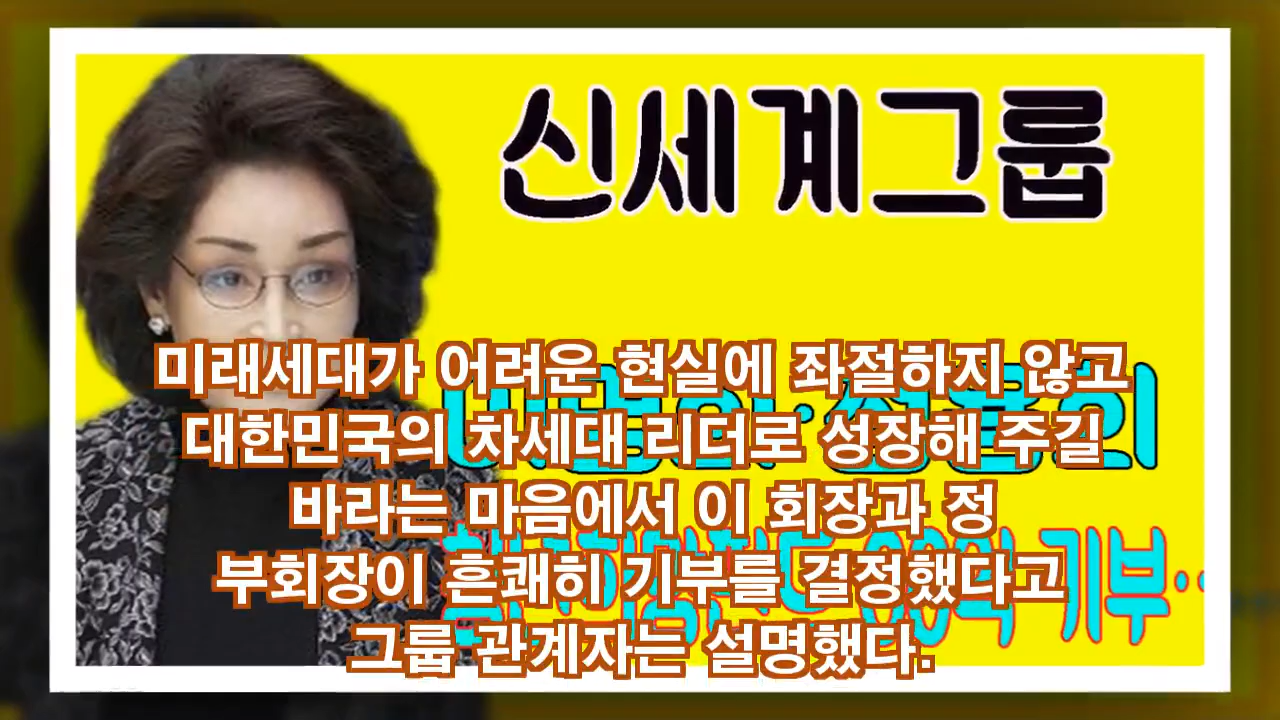 신세계그룹
미래세대가 어려운 현실에 좌절하지 않고
대한민국의 차세대 리더로 성장해 주길
바라는 마음에서 이 회장과 정
부회장이 흔쾌히 기부를 결정했다고
그룹 관계자는 설명했다.
기부··